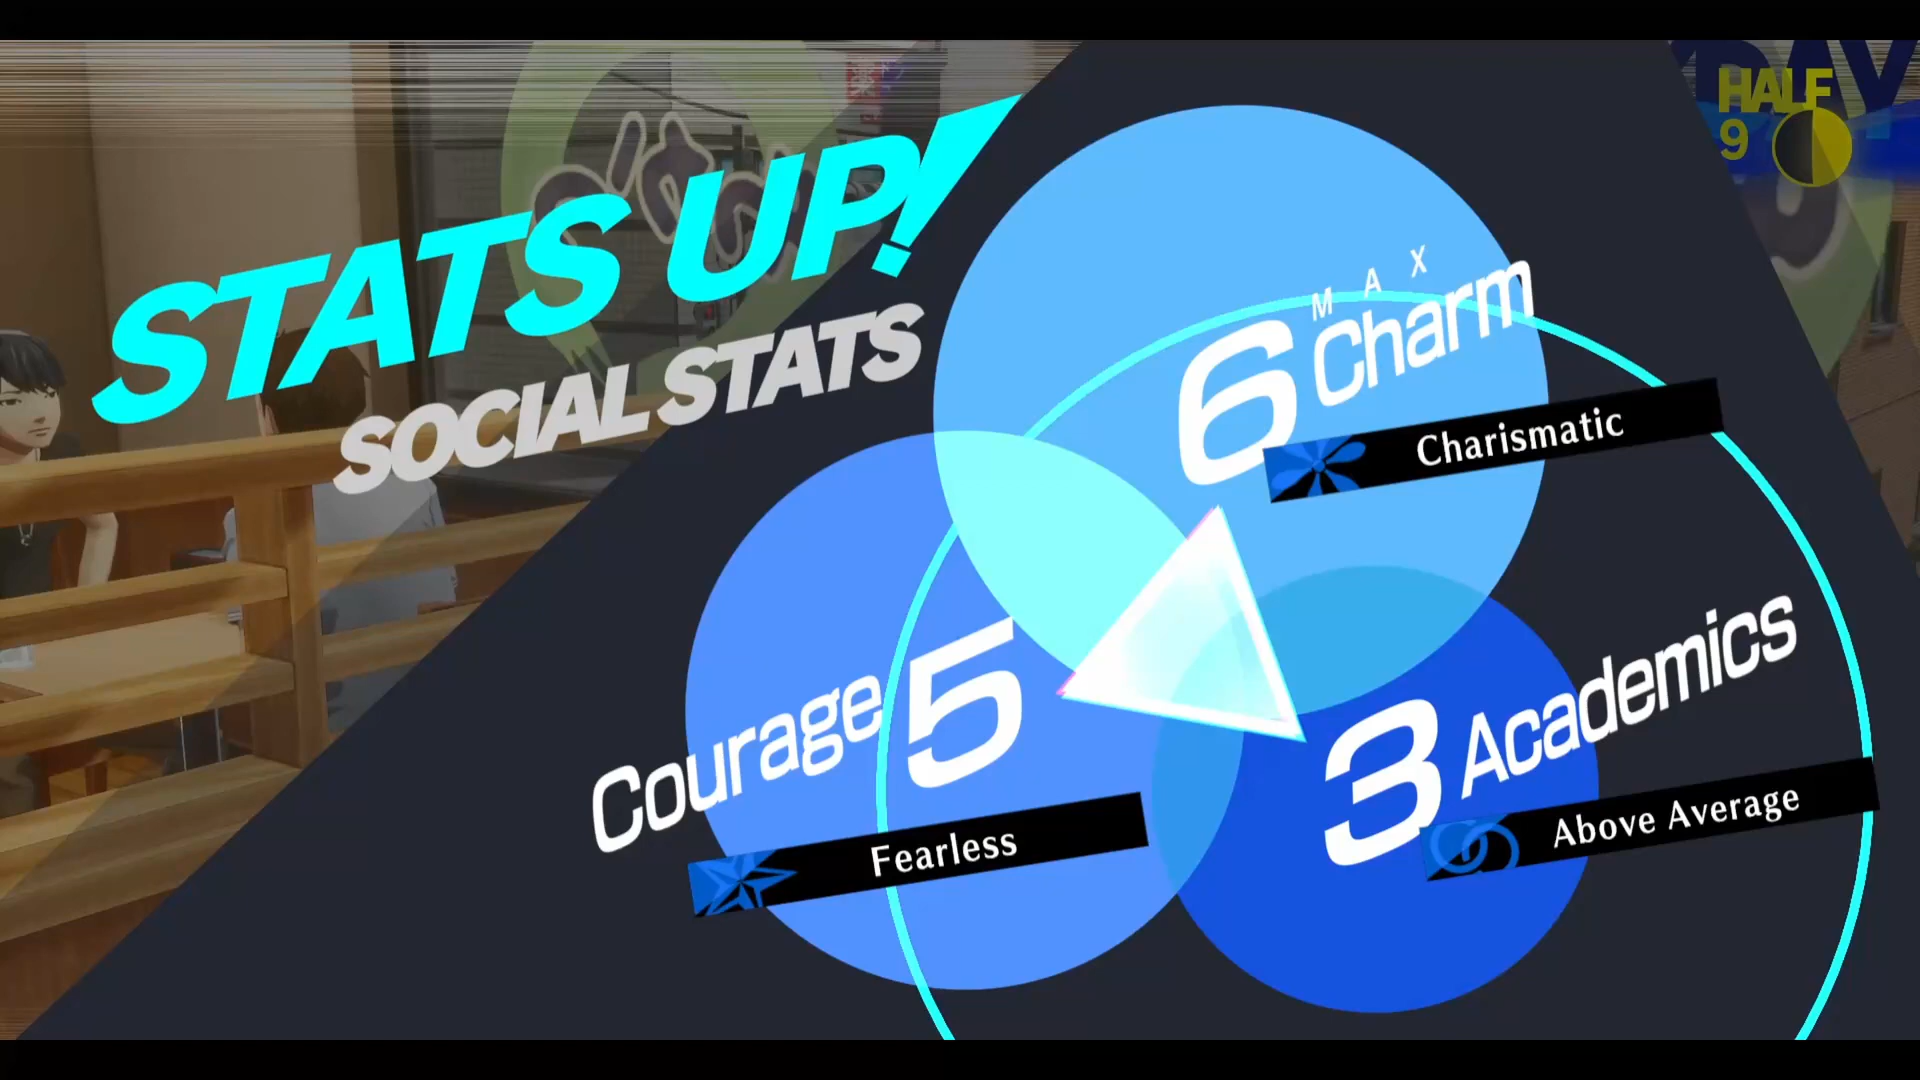 STATS UP!
SOCIAL STATS
HALF
9
MAX
6 Charm
Charismatic
Courage 5
Fearless
3 Academics
Above Average